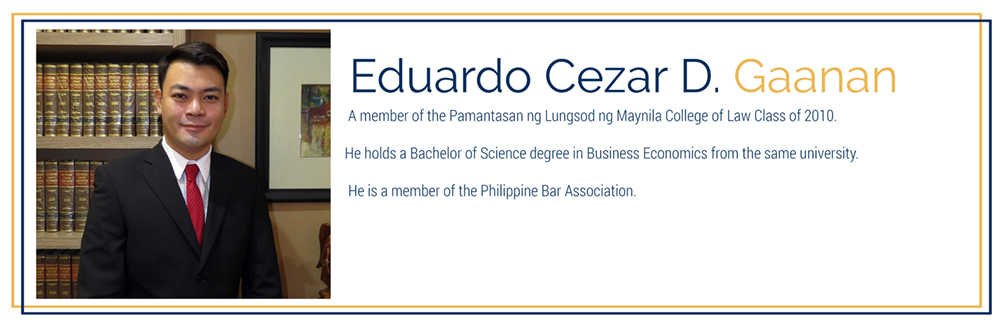 Eduardo Cezar D. Gaanan
A member of the Pamantasan ng Lungsod ng Maynila College of Law Class of 2010.
He holds a Bachelor of Science degree in Business Economics from the same university.
He is a member of the Philippine Bar Association.